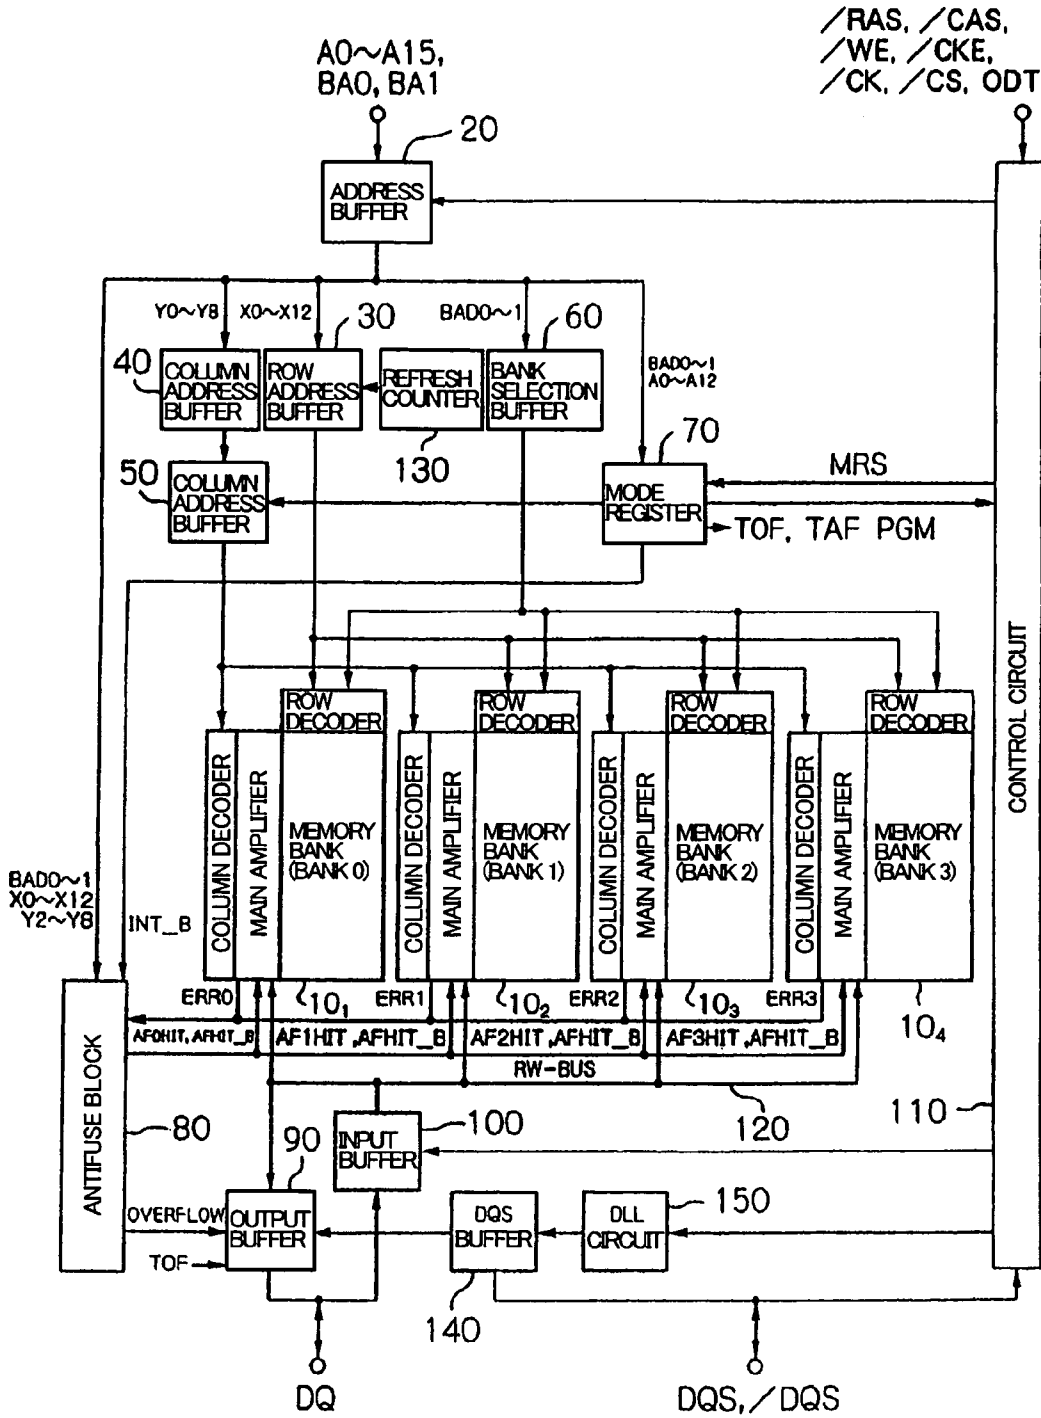 /RAS, /CAS,
/WE, /CKE,
/CK, /CS, ODT
A0~A15,
BA0, BA1
20
ADDRESS
BUFFER
Y0~Y8
X0~X12
30
BAD0~1
60
BAD0~1
A0~A12
40
COLUMN
ADDRESS
BUFFER
ROW
ADDRESS
BUFFER
REFRESH
COUNTER
BANK
SELECTION
BUFFER
130
70
50
COLUMN
ADDRESS
BUFFER
MODE
REGISTER
MRS
TOF, TAF PGM
CONTROL CIRCUIT
ROW
DECODER
ROW
DECODER
ROW
DECODER
ROW
DECODER
COLUMN DECODER
MAIN AMPLIFIER
MEMORY
BANK
(BANK 0)
COLUMN DECODER
MAIN AMPLIFIER
MEMORY
BANK
(BANK 1)
COLUMN DECODER
MAIN AMPLIFIER
MEMORY
BANK
(BANK 2)
COLUMN DECODER
MAIN AMPLIFIER
MEMORY
BANK
(BANK 3)
BAD0~1
X0~X12
Y2~Y8
INT_B
ERR0
10₁
ERR1
10₂
ERR2
10₃
ERR3
10₄
AF0HIT, AFHIT_B
AF1HIT, AFHIT_B
AF2HIT, AFHIT_B
AF3HIT, AFHIT_B
RW-BUS
ANTIFUSE BLOCK
80
90
INPUT
BUFFER
100
120
110
OVERFLOW
OUTPUT
BUFFER
TOF
DQS
BUFFER
DLL
CIRCUIT
150
140
DQ
DQS, /DQS